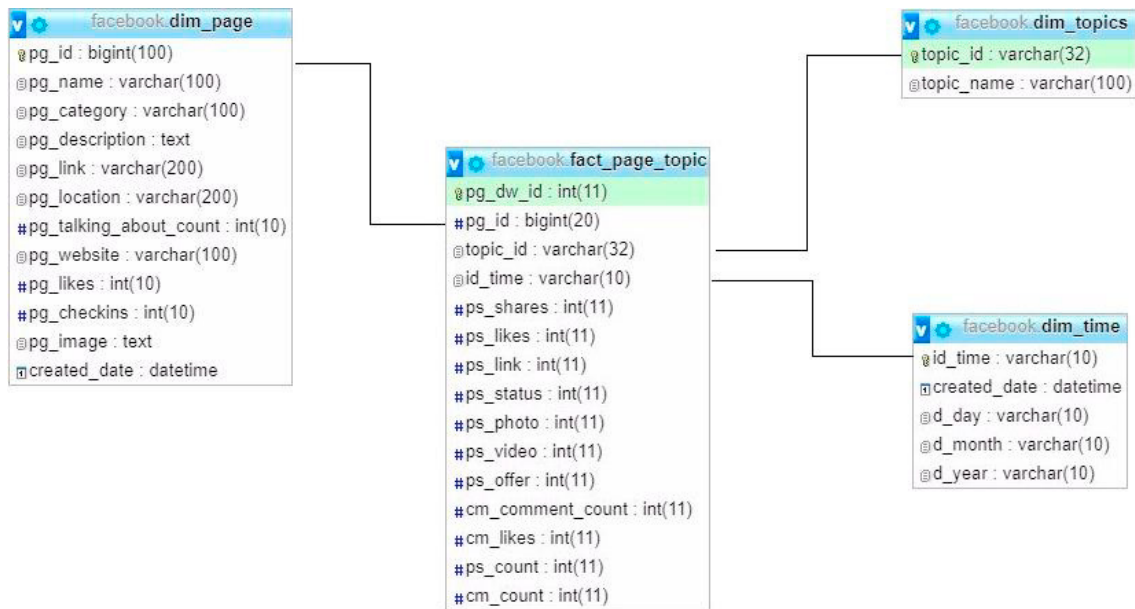 facebook.dim_page
pg_id : bigint(100)
pg_name : varchar(100)
pg_category : varchar(100)
pg_description : text
pg_link : varchar(200)
pg_location : varchar(200)
#pg_talking_about_count : int(10)
pg_website : varchar(100)
#pg_likes : int(10)
#pg_checkins : int(10)
pg_image : text
created_date : datetime
facebook.fact_page_topic
pg_dw_id : int(11)
#pg_id : bigint(20)
topic_id : varchar(32)
id_time : varchar(10)
#ps_shares : int(11)
#ps_likes : int(11)
#ps_link : int(11)
#ps_status : int(11)
#ps_photo : int(11)
#ps_video : int(11)
#ps_offer : int(11)
#cm_comment_count : int(11)
#cm_likes : int(11)
#ps_count : int(11)
#cm_count : int(11)
facebook.dim_topics
topic_id : varchar(32)
topic_name : varchar(100)
facebook.dim_time
id_time : varchar(10)
created_date : datetime
d_day : varchar(10)
d_month : varchar(10)
d_year : varchar(10)